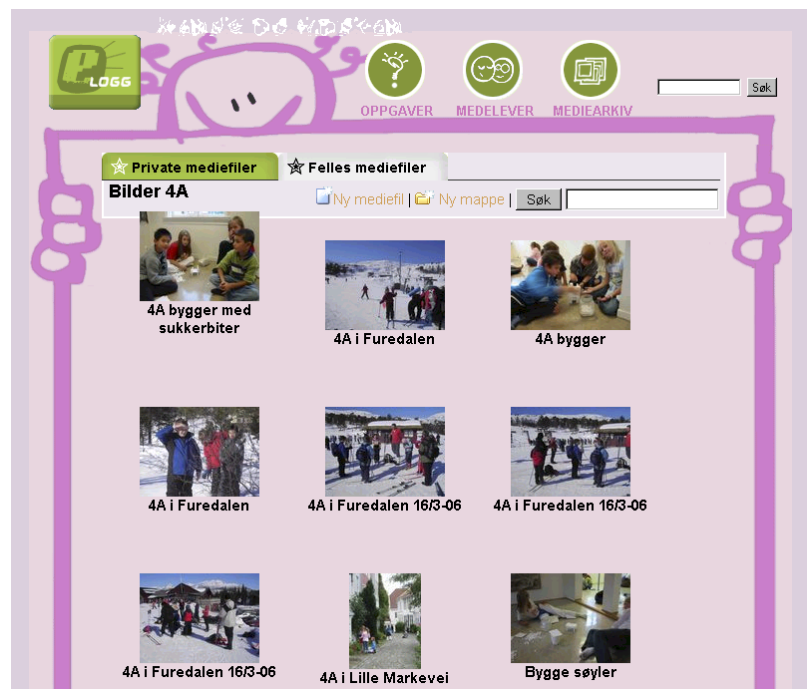 PLOGG
OPPGAVER MEDELEVER MEDIEARKIV Søk
Private mediefiler Felles mediefiler
Bilder 4A Ny mediefil | Ny mappe | Søk
4A bygger med
sukkerbiter
4A i Furedalen
4A bygger
4A i Furedalen
4A i Furedalen 16/3-06
4A i Furedalen 16/3-06
4A i Furedalen 16/3-06
4A i Lille Markevei
Bygge søyler